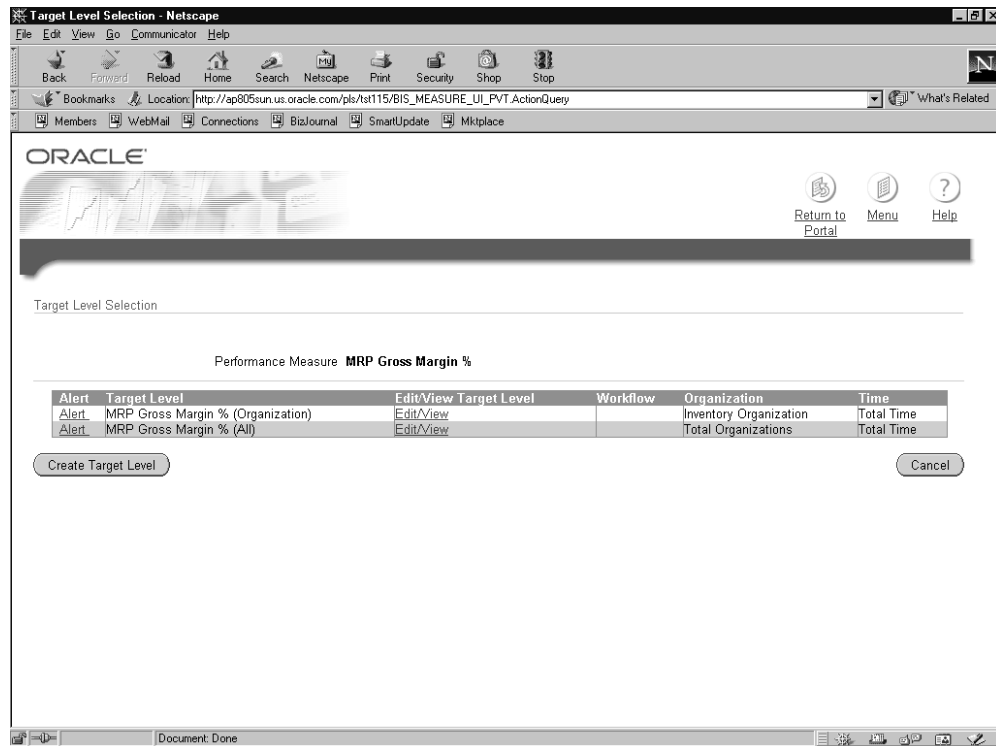 Target Level Selection - Netscape
File Edit View Go Communicator Help
Back Forward Reload Home Search Netscape Print Security Shop Stop
My
N
Bookmarks Location: http://ap805sun.us.oracle.com/pls/tst115/BIS_MEASURE_UI_PVT.ActionQuery What's Related
Members WebMail Connections BizJournal SmartUpdate Mktplace
ORACLE
?
Return to Portal Menu Help
Target Level Selection
Performance Measure MRP Gross Margin %
Alert Target Level Edit/View Target Level Workflow Organization Time
Alert MRP Gross Margin % (Organization) Edit/View Inventory Organization Total Time
Alert MRP Gross Margin % (All) Edit/View Total Organizations Total Time
Create Target Level Cancel
Document: Done